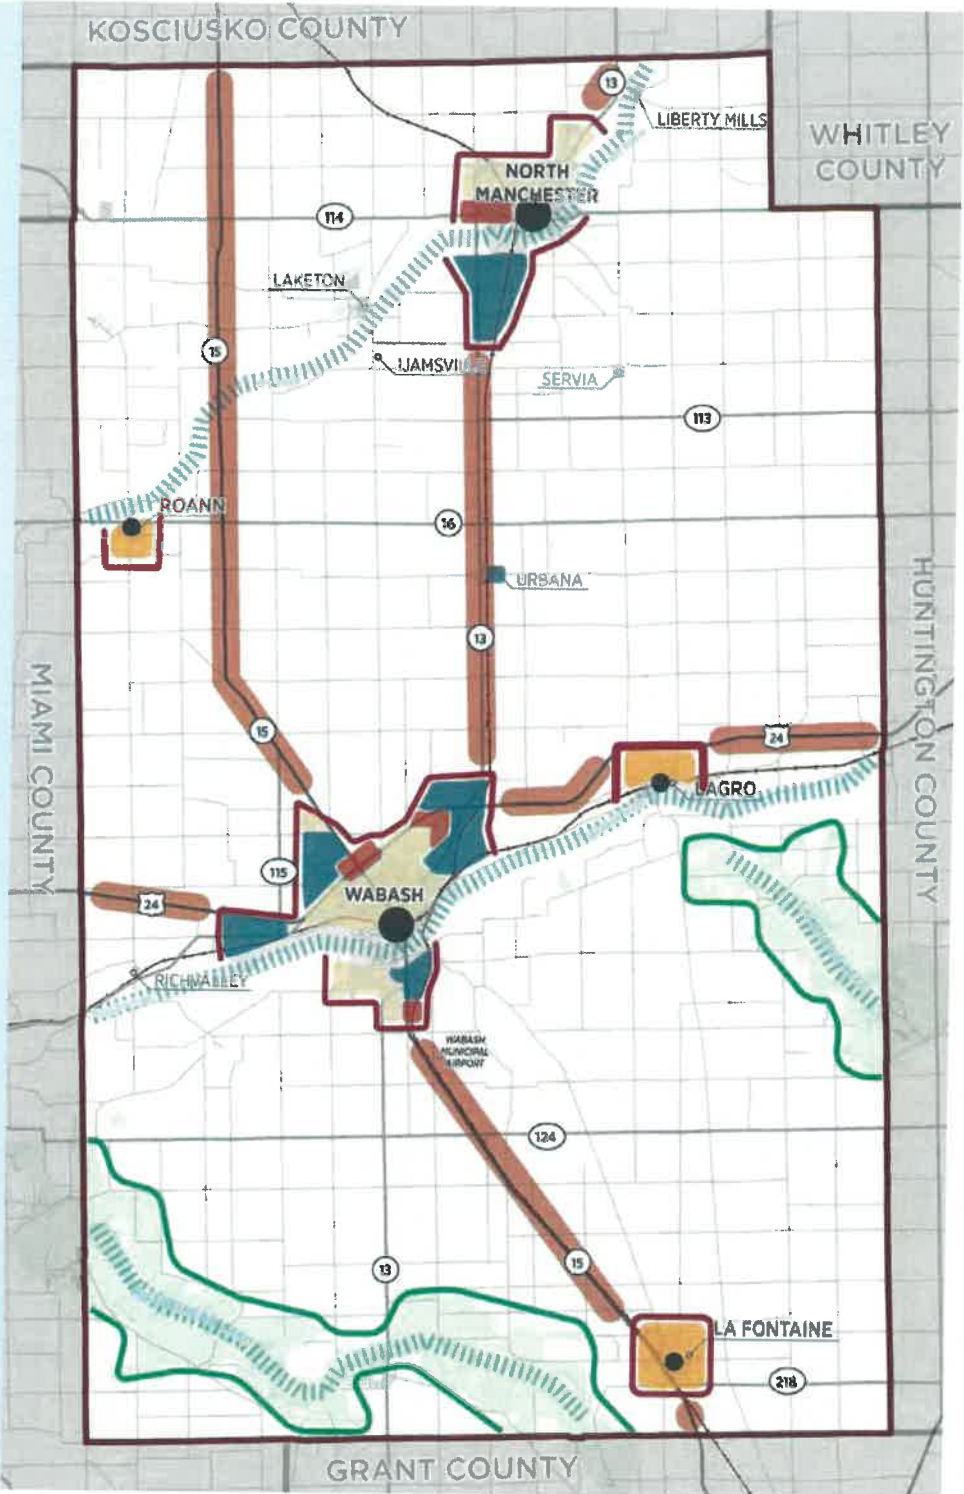 KOSCIUSKO COUNTY
13
LIBERTY MILLS
WHITLEY
COUNTY
NORTH
MANCHESTER
114
LAKETON
15
IJAMSVIL
SERVIA
113
ROANN
16
URBANA
HUNTINGTON COUNTY
13
MIAMI COUNTY
15
24
LAGRO
115
WABASH
24
RICHVALLEY
WABASH
MUNICIPAL
AIRPORT
124
15
13
LA FONTAINE
218
GRANT COUNTY